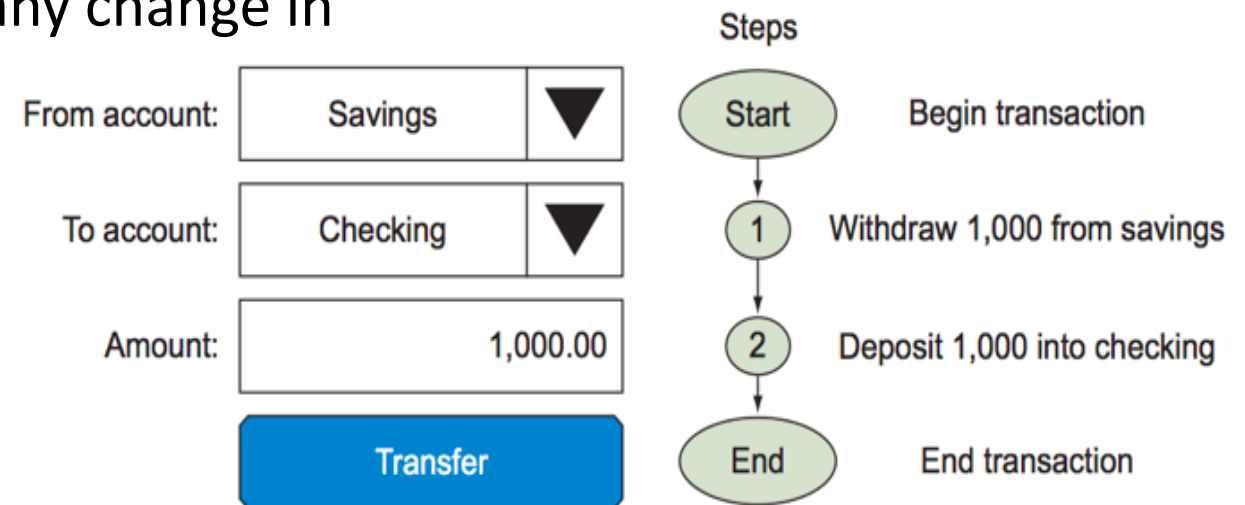 any change in
Steps
From account: Savings
Start Begin transaction
To account: Checking
1 Withdraw 1,000 from savings
Amount: 1,000.00
2 Deposit 1,000 into checking
Transfer
End End transaction